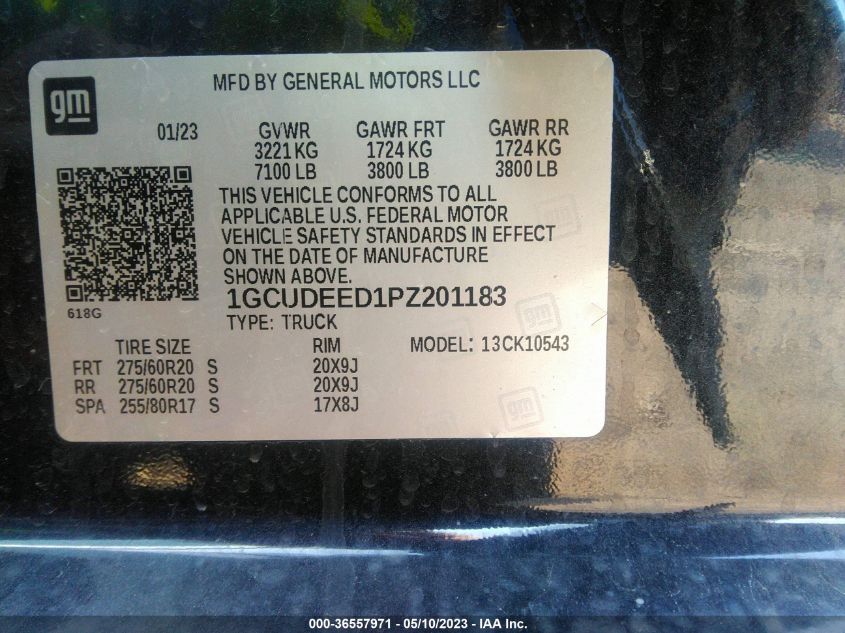 gm
MFD BY GENERAL MOTORS LLC
01/23 GVWR GAWR FRT GAWR RR
3221 KG 1724 KG 1724 KG
7100 LB 3800 LB 3800 LB
THIS VEHICLE CONFORMS TO ALL
APPLICABLE U.S. FEDERAL MOTOR
VEHICLE SAFETY STANDARDS IN EFFECT
ON THE DATE OF MANUFACTURE
SHOWN ABOVE.
1GCUDEED1PZ201183
618G
TYPE: TRUCK
TIRE SIZE RIM MODEL: 13CK10543
FRT 275/60R20 S 20X9J
RR 275/60R20 S 20X9J
SPA 255/80R17 S 17X8J
gm
gm
000-36557971 - 05/10/2023 - IAA Inc.